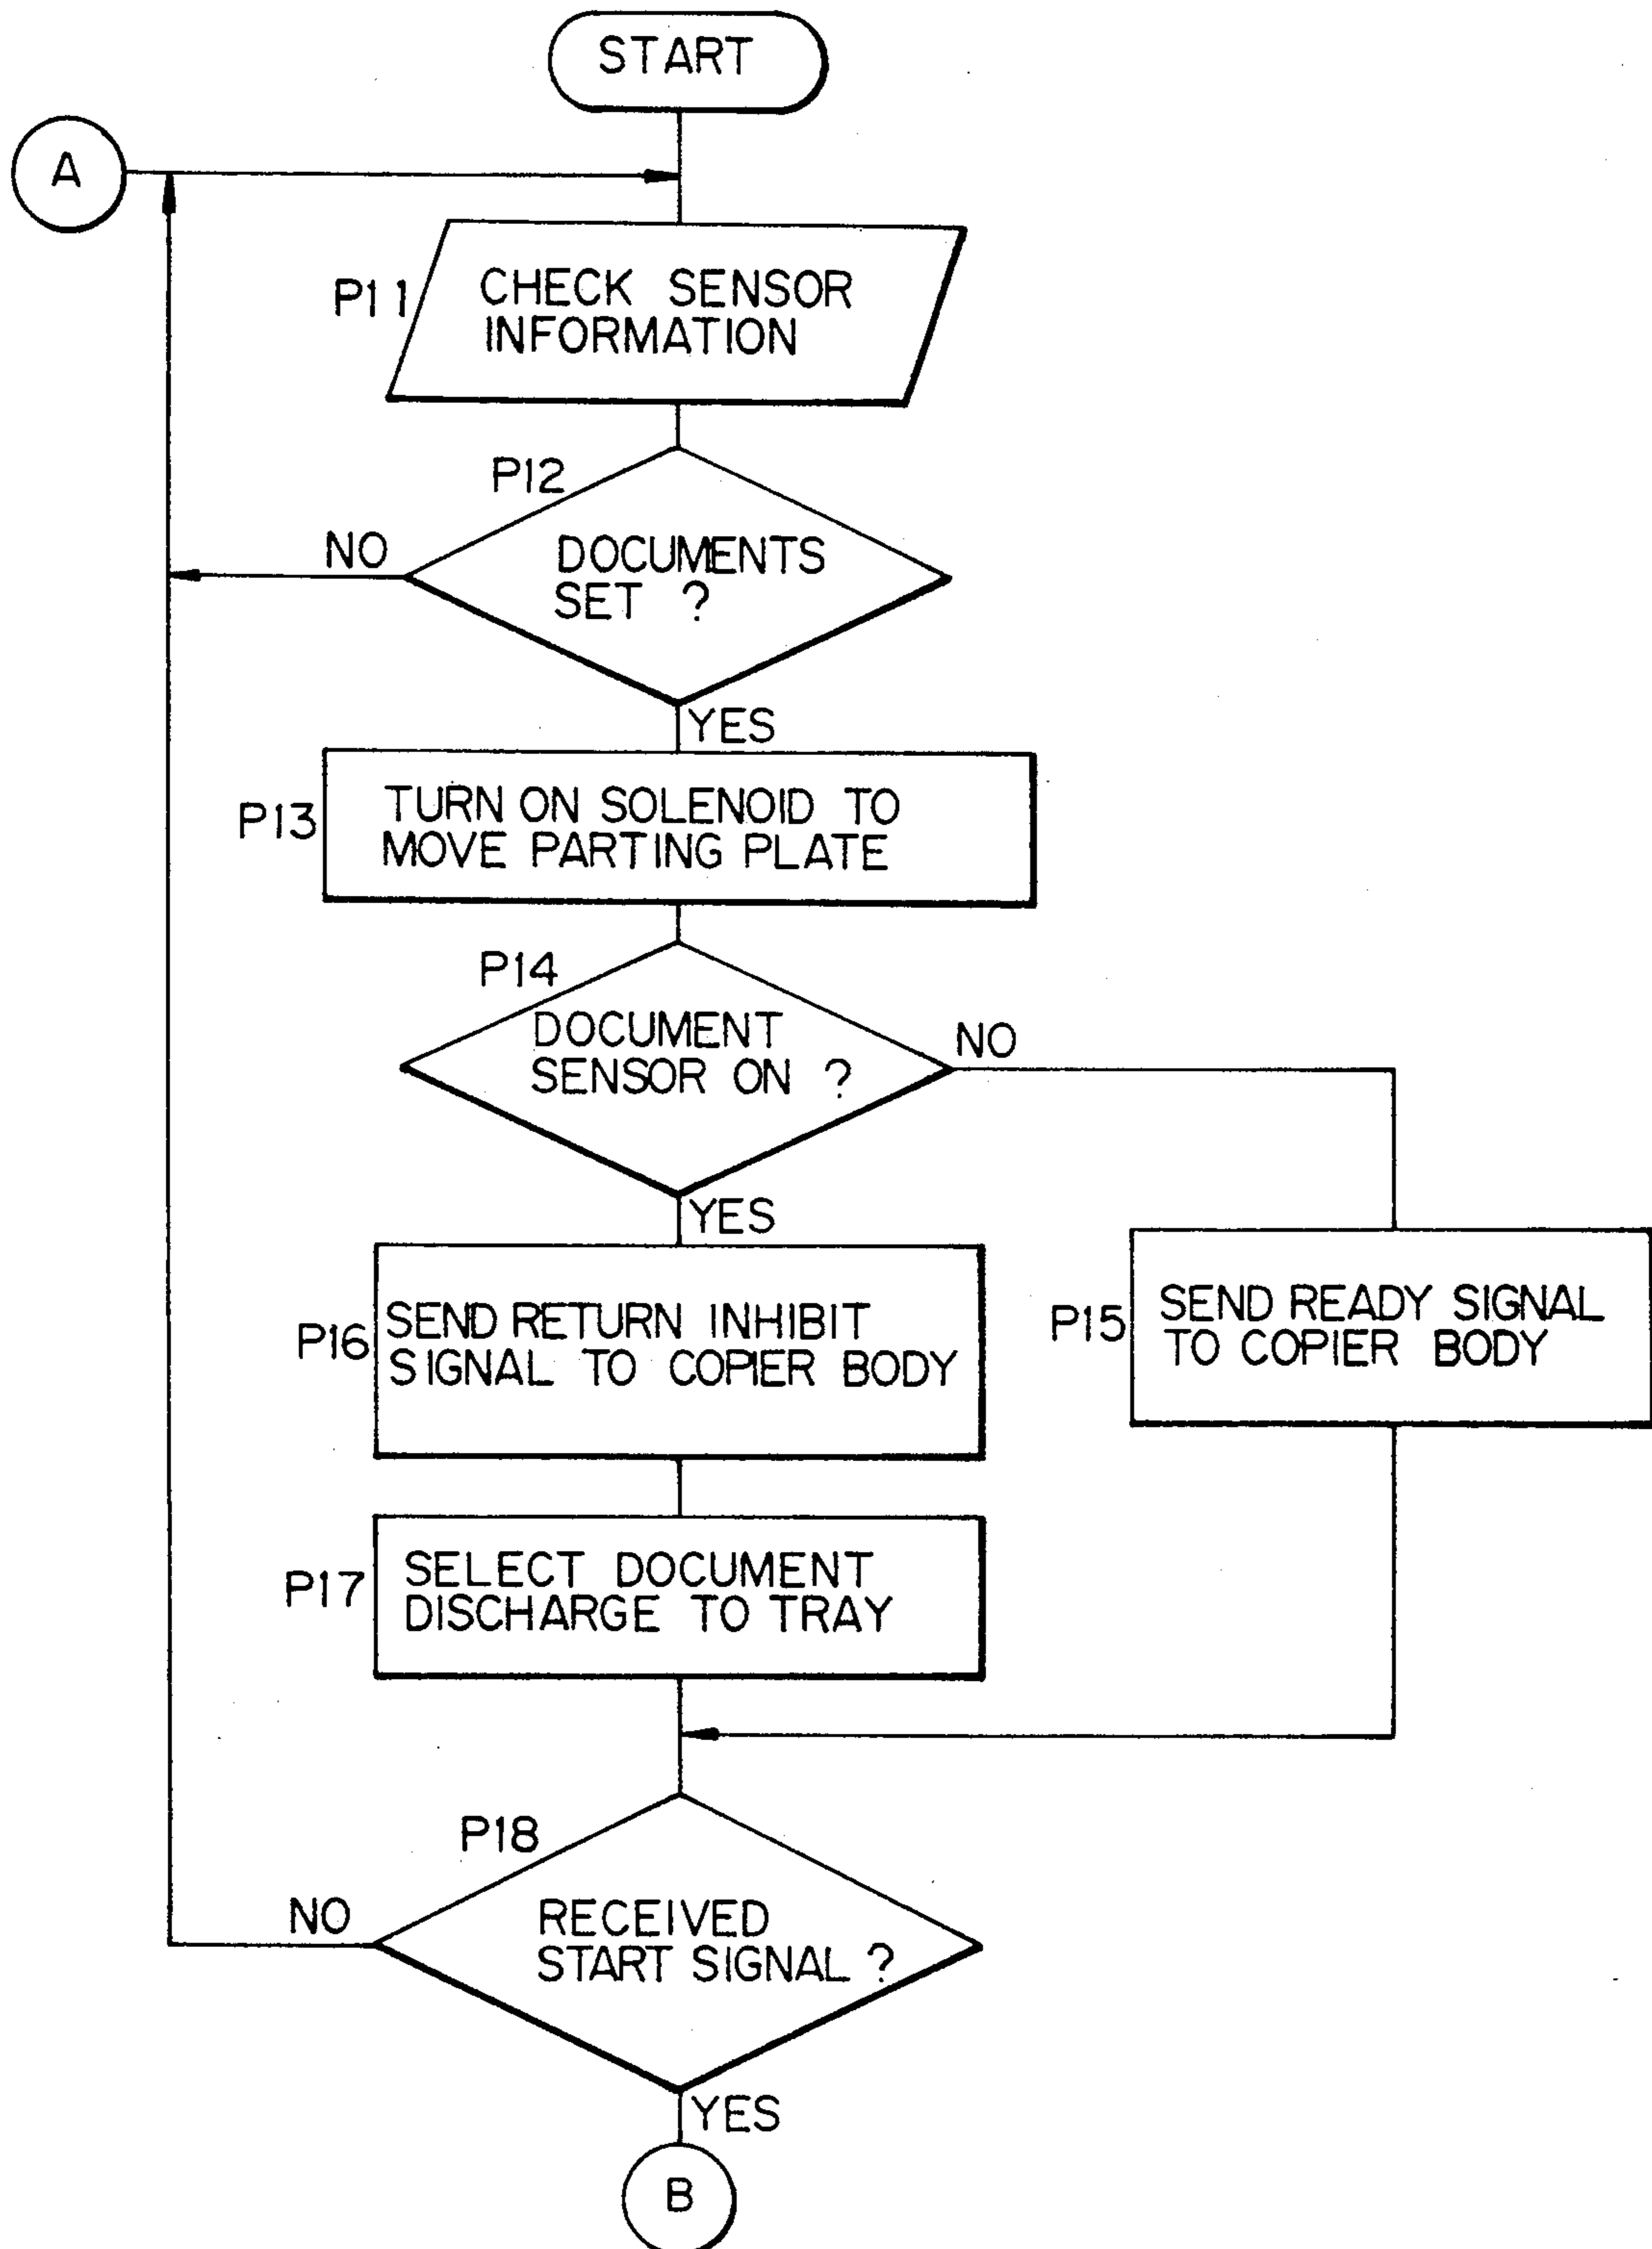 START
A
P11
CHECK SENSOR
INFORMATION
P12
NO
DOCUMENTS
SET ?
YES
P13
TURN ON SOLENOID TO
MOVE PARTING PLATE
P14
DOCUMENT
SENSOR ON ?
NO
YES
P16
SEND RETURN INHIBIT
SIGNAL TO COPIER BODY
P15
SEND READY SIGNAL
TO COPIER BODY
P17
SELECT DOCUMENT
DISCHARGE TO TRAY
P18
NO
RECEIVED
START SIGNAL ?
YES
B